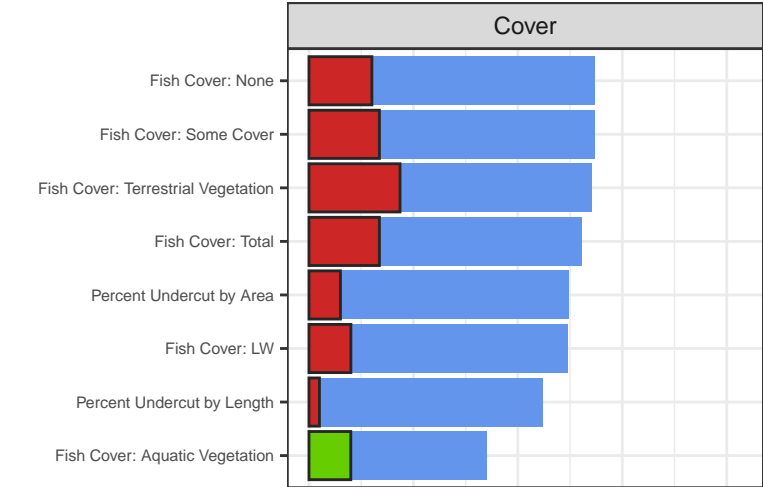 Cover
Fish Cover: None
Fish Cover: Some Cover
Fish Cover: Terrestrial Vegetation
Fish Cover: Total
Percent Undercut by Area
Fish Cover: LW
Percent Undercut by Length
Fish Cover: Aquatic Vegetation